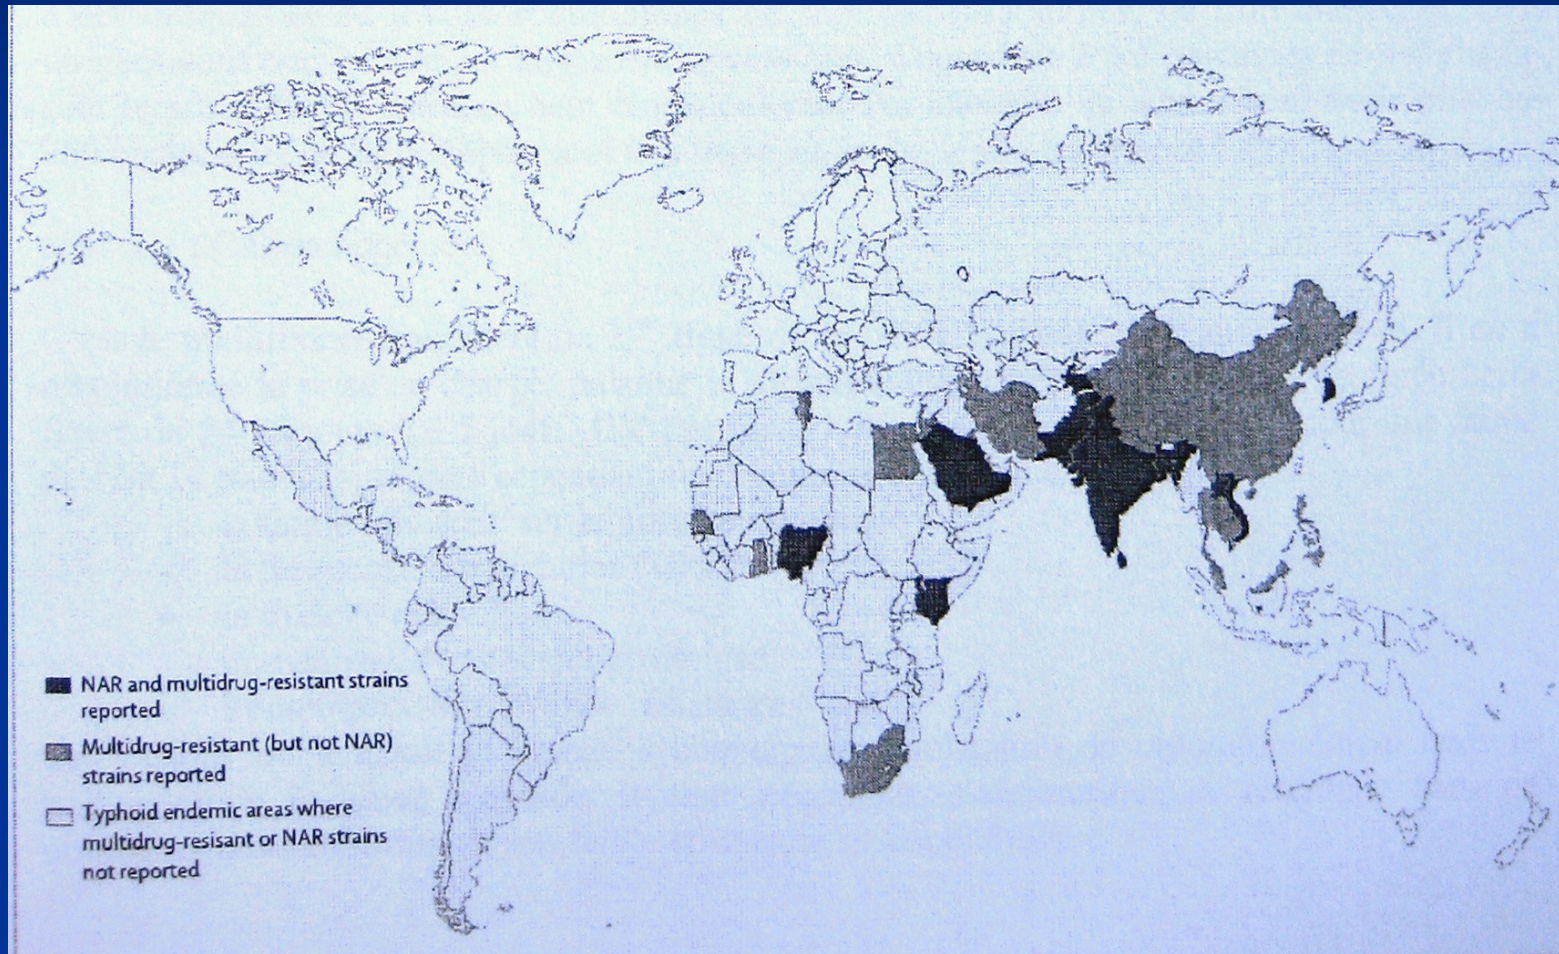 NAR and multidrug-resistant strains
reported
Multidrug-resistant (but not NAR)
strains reported
Typhoid endemic areas where
multidrug-resisant or NAR strains
not reported